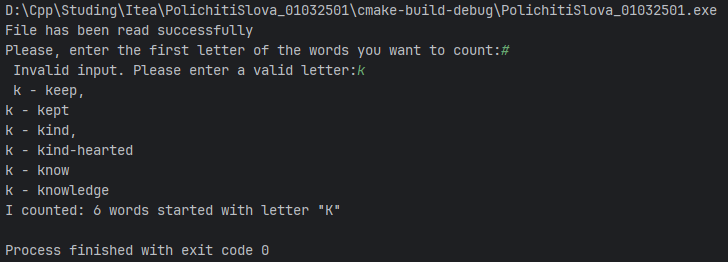 D:\Cpp\Studing\Itea\PolichitiSlova_01032501\cmake-build-debug\PolichitiSlova_01032501.exe
File has been read successfully
Please, enter the first letter of the words you want to count:#
 Invalid input. Please enter a valid letter:k
 k - keep,
k - kept
k - kind,
k - kind-hearted
k - know
k - knowledge
I counted: 6 words started with letter "K"
Process finished with exit code 0